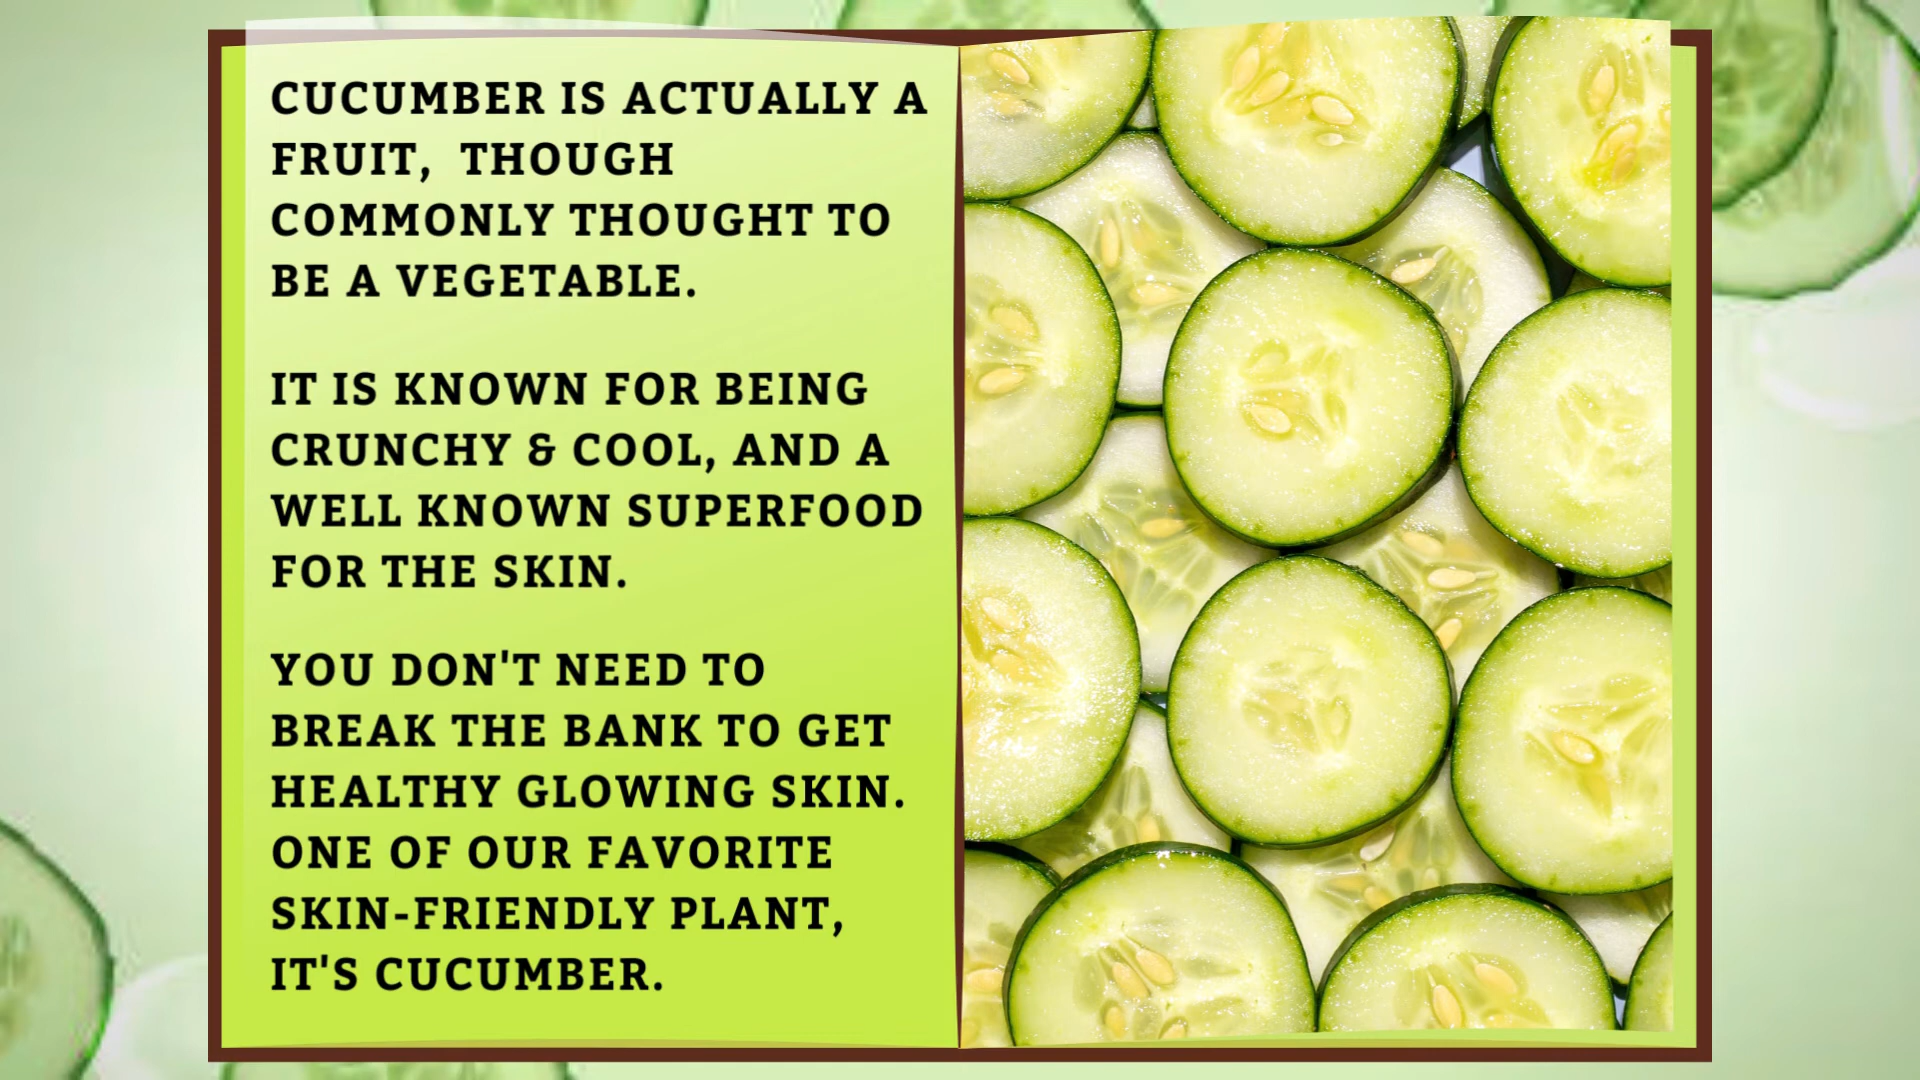 CUCUMBER IS ACTUALLY A
FRUIT,  THOUGH
COMMONLY THOUGHT TO
BE A VEGETABLE.
IT IS KNOWN FOR BEING
CRUNCHY & COOL, AND A
WELL KNOWN SUPERFOOD
FOR THE SKIN.
YOU DON'T NEED TO
BREAK THE BANK TO GET
HEALTHY GLOWING SKIN.
ONE OF OUR FAVORITE
SKIN-FRIENDLY PLANT,
IT'S CUCUMBER.